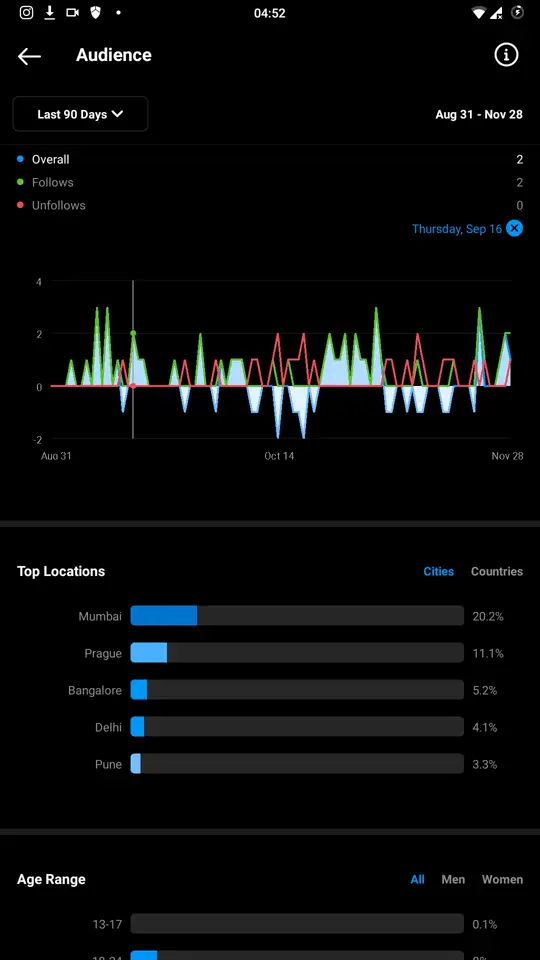 04:52
Audience
Last 90 Days
Aug 31 - Nov 28
Overall 2
Follows 2
Unfollows 0
Thursday, Sep 16
4
2
0
-2
Aug 31 Oct 14 Nov 28
Top Locations Cities Countries
Mumbai 20.2%
Prague 11.1%
Bangalore 5.2%
Delhi 4.1%
Pune 3.3%
Age Range All Men Women
13-17 0.1%